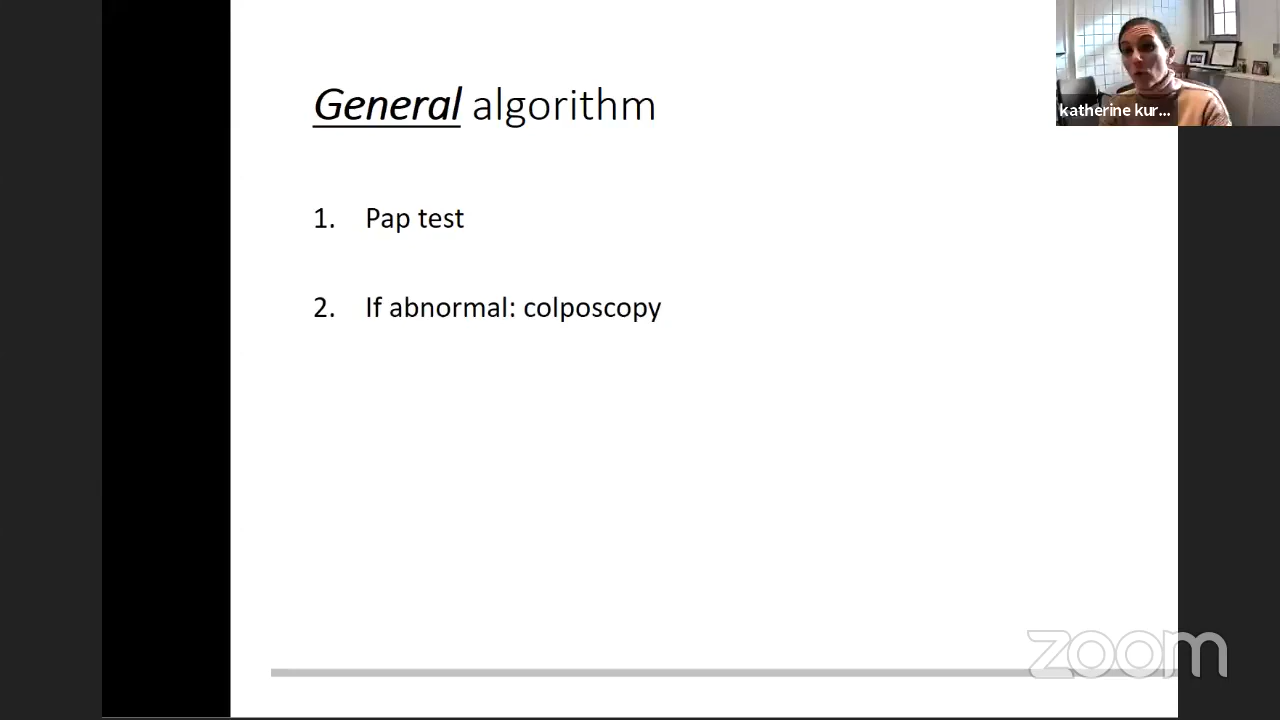 General algorithm
katherine kur...
1. Pap test
2. If abnormal: colposcopy
zoom